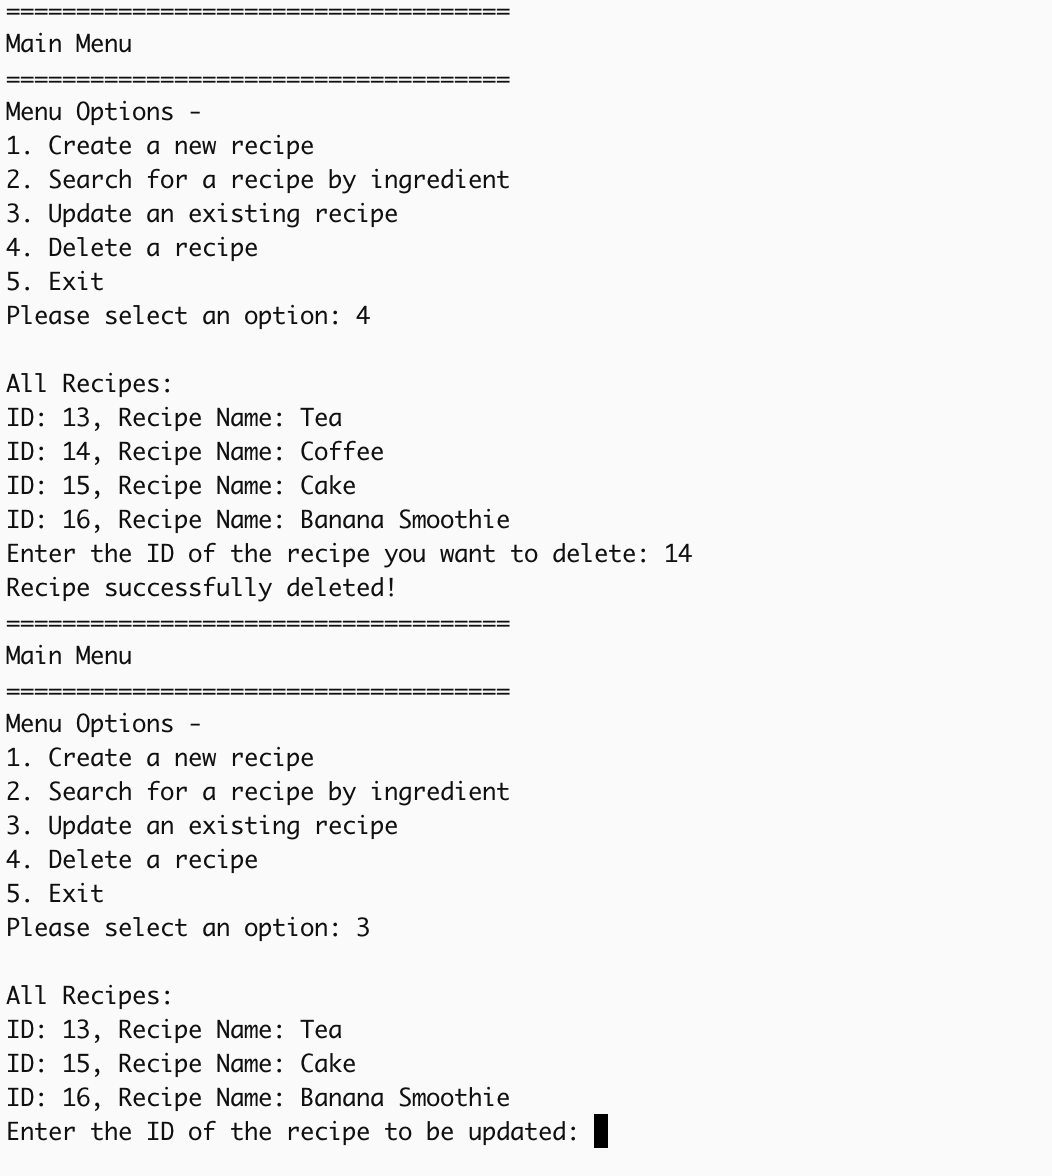 ====================================
Main Menu
====================================
Menu Options -
1. Create a new recipe
2. Search for a recipe by ingredient
3. Update an existing recipe
4. Delete a recipe
5. Exit
Please select an option: 4

All Recipes:
ID: 13, Recipe Name: Tea
ID: 14, Recipe Name: Coffee
ID: 15, Recipe Name: Cake
ID: 16, Recipe Name: Banana Smoothie
Enter the ID of the recipe you want to delete: 14
Recipe successfully deleted!
====================================
Main Menu
====================================
Menu Options -
1. Create a new recipe
2. Search for a recipe by ingredient
3. Update an existing recipe
4. Delete a recipe
5. Exit
Please select an option: 3

All Recipes:
ID: 13, Recipe Name: Tea
ID: 15, Recipe Name: Cake
ID: 16, Recipe Name: Banana Smoothie
Enter the ID of the recipe to be updated: